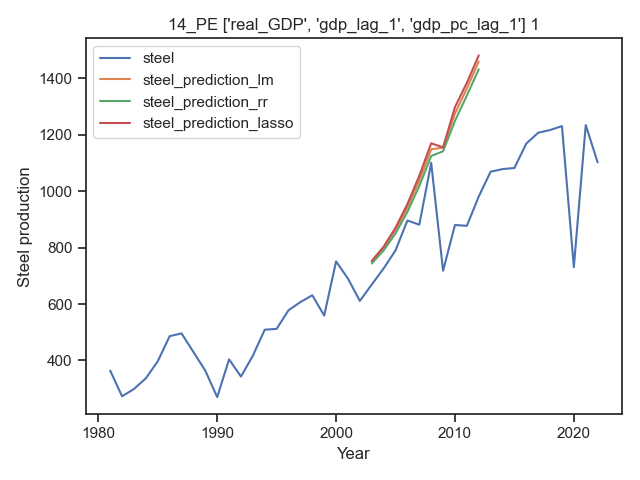 14_PE ['real_GDP', 'gdp_lag_1', 'gdp_pc_lag_1'] 1
steel
steel_prediction_lm
steel_prediction_rr
steel_prediction_lasso
1400
1200
1000
800
600
400
Steel production
1980
1990
2000
2010
2020
Year